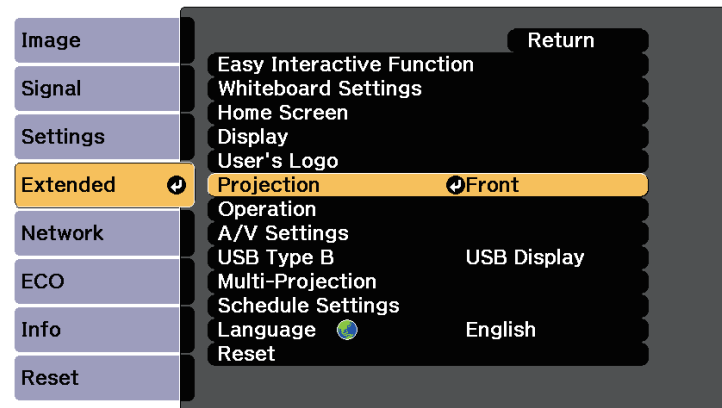 Image
Signal
Settings
Extended
Network
ECO
Info
Reset
Return
Easy Interactive Function
Whiteboard Settings
Home Screen
Display
User's Logo
Projection Front
Operation
A/V Settings
USB Type B USB Display
Multi-Projection
Schedule Settings
Language English
Reset